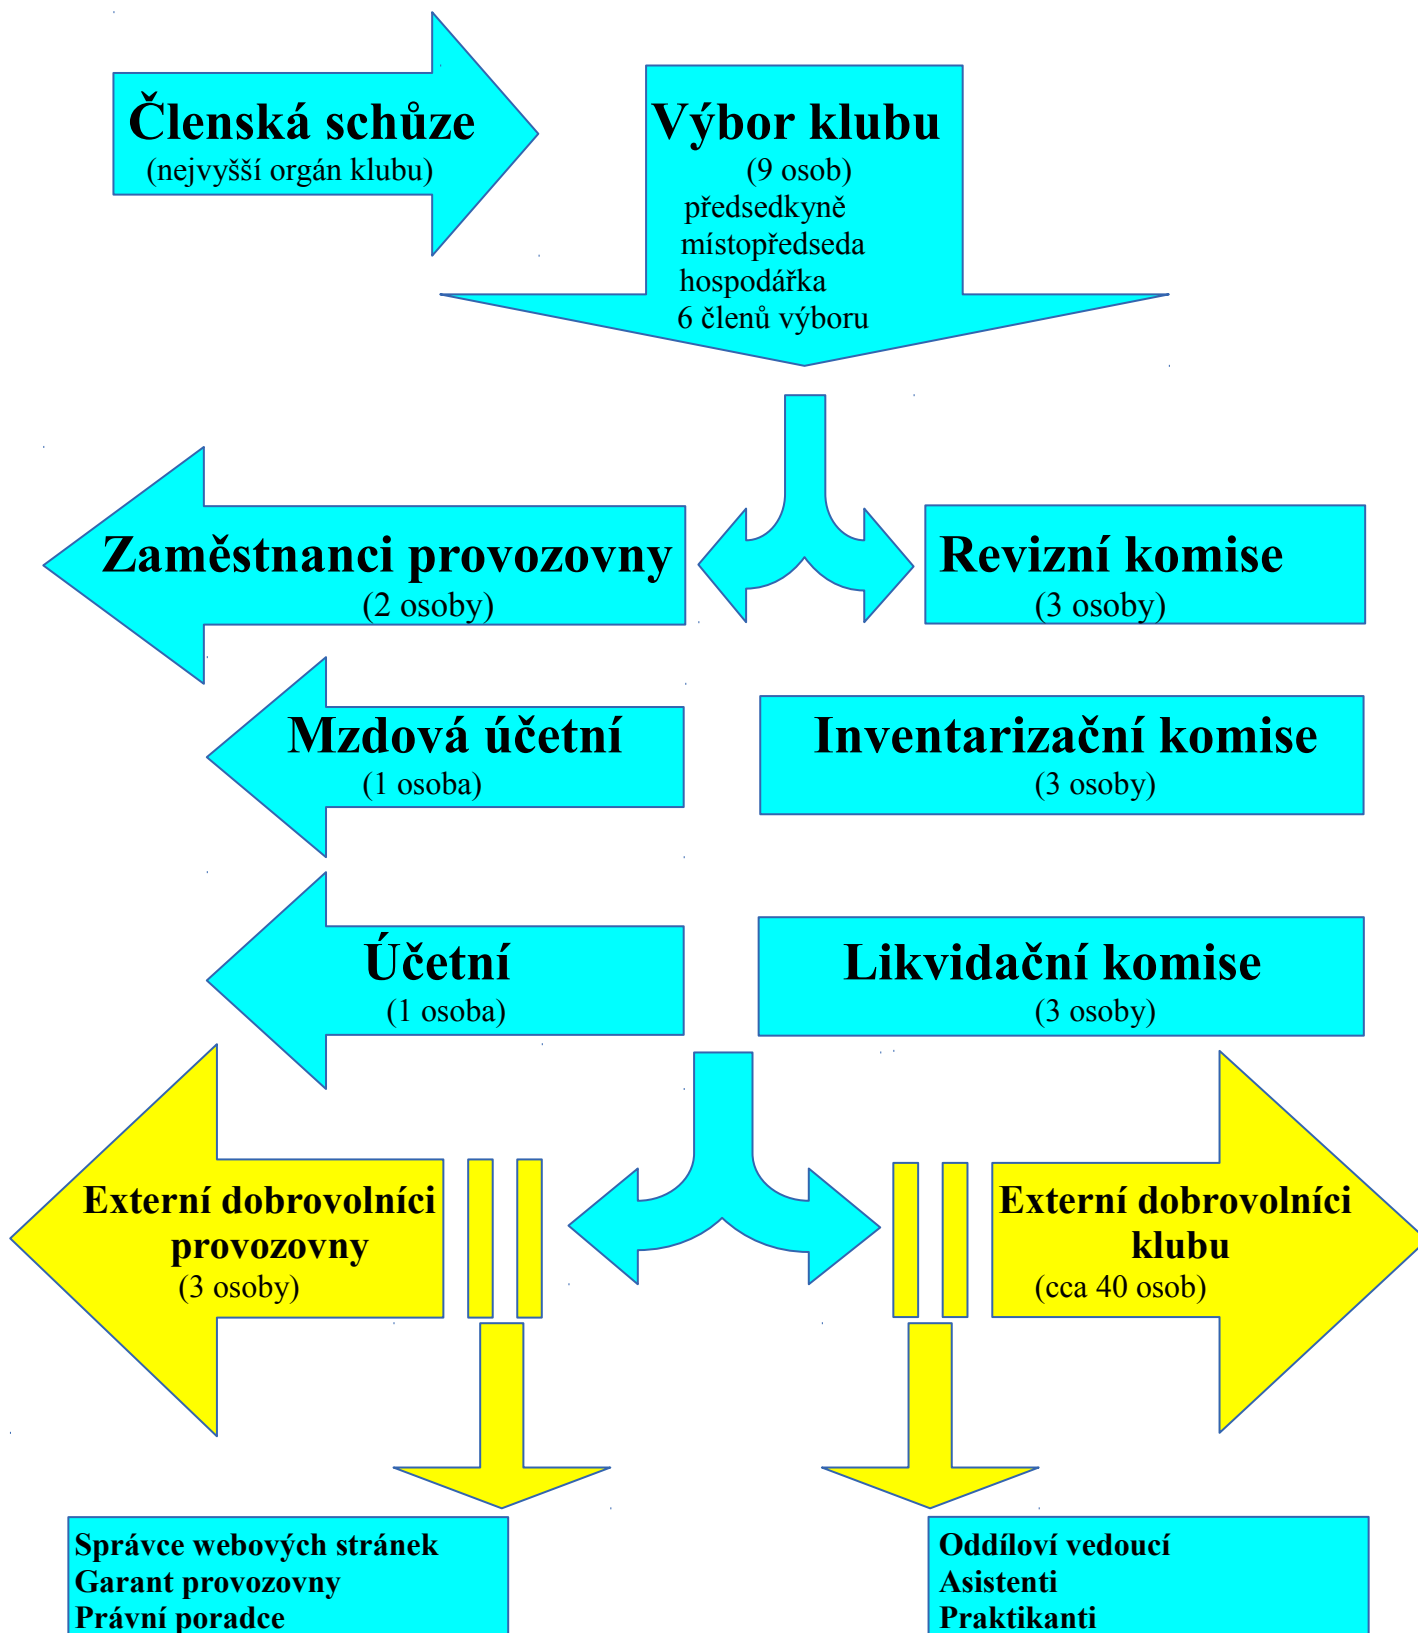 Členská schůze
(nejvyšší orgán klubu)
Výbor klubu
(9 osob)
předsedkyně
místopředseda
hospodářka
6 členů výboru
Zaměstnanci provozovny
(2 osoby)
Revizní komise
(3 osoby)
Mzdová účetní
(1 osoba)
Inventarizační komise
(3 osoby)
Účetní
(1 osoba)
Likvidační komise
(3 osoby)
Externí dobrovolníci
provozovny
(3 osoby)
Externí dobrovolníci
klubu
(cca 40 osob)
Správce webových stránek
Garant provozovny
Právní poradce
Oddíloví vedoucí
Asistenti
Praktikanti